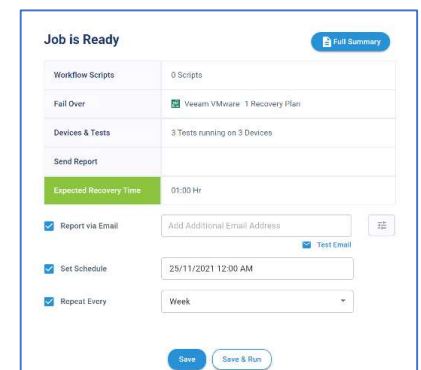 Job is Ready
Full Summary
Workflow Scripts 0 Scripts
Fail Over Veeam VMware 1 Recovery Plan
Devices & Tests 3 Tests running on 3 Devices
Send Report
Expected Recovery Time 01:00 Hr
Report via Email Add Additional Email Address
Test Email
Set Schedule 25/11/2021 12:00 AM
Repeat Every Week
Save Save & Run